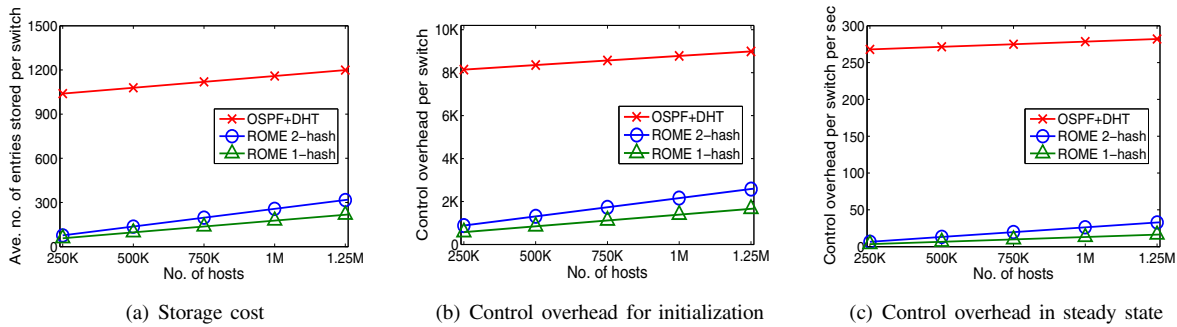 Ave. no. of entries stored per switch
1500
1200
900
600
300
0
OSPF+DHT
ROME 2-hash
ROME 1-hash
250K 500K 750K 1M 1.25M
No. of hosts
(a) Storage cost
Control overhead per switch
10K
8K
6K
4K
2K
0
OSPF+DHT
ROME 2-hash
ROME 1-hash
250K 500K 750K 1M 1.25M
No. of hosts
(b) Control overhead for initialization
Control overhead per switch per sec
300
250
200
150
100
50
0
OSPF+DHT
ROME 2-hash
ROME 1-hash
250K 500K 750K 1M 1.25M
No. of hosts
(c) Control overhead in steady state